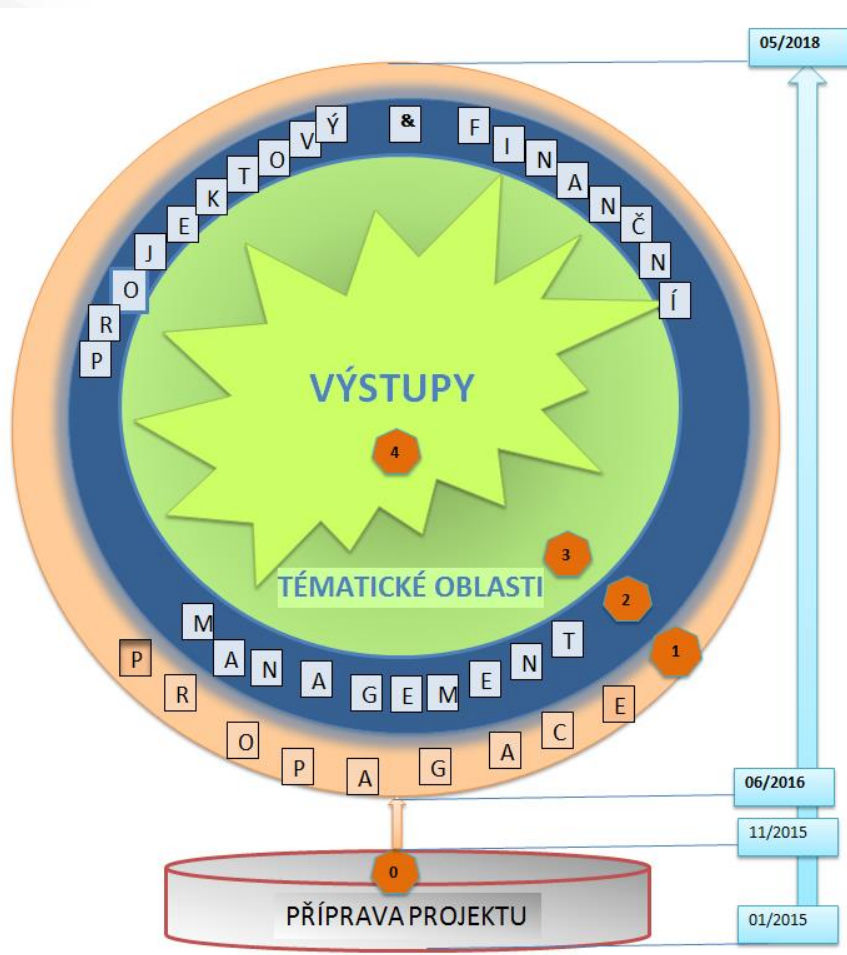 05/2018
PROJEKTOVÝ & FINANČNÍ
VÝSTUPY
4
3
TÉMATICKÉ OBLASTI
2
MANAGEMENT
1
PROPAGACE
06/2016
11/2015
0
PŘÍPRAVA PROJEKTU
01/2015